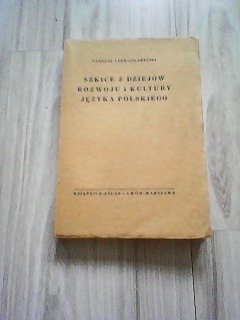 TADEUSZ LEHR-SPŁAWIŃSKI
SZKICE Z DZIEJÓW
ROZWOJU I KULTURY
JĘZYKA POLSKIEGO
KSIĄŻNICA-ATLAS • LWÓW-WARSZAWA